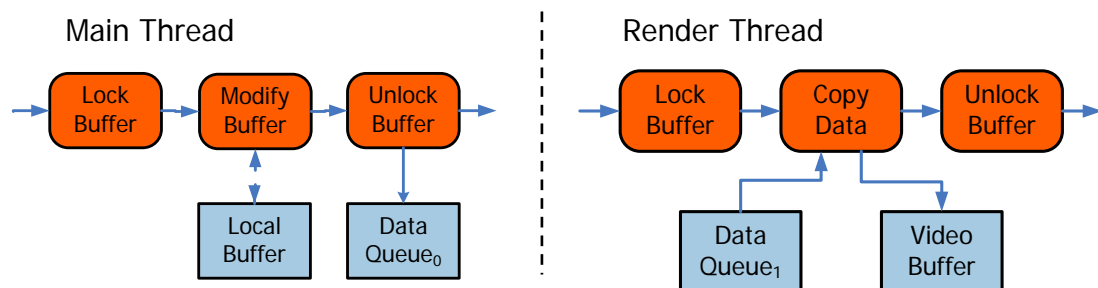 Main Thread
Lock
Buffer
Modify
Buffer
Unlock
Buffer
Local
Buffer
Data
Queue₀
Render Thread
Lock
Buffer
Copy
Data
Unlock
Buffer
Data
Queue₁
Video
Buffer